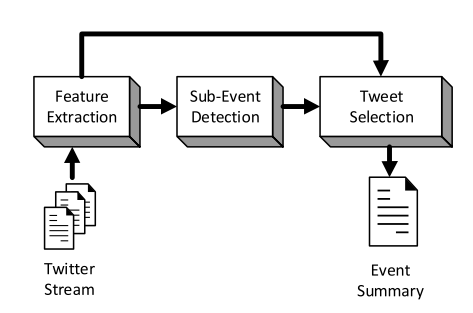 Feature
Extraction
Sub-Event
Detection
Tweet
Selection
Twitter
Stream
Event
Summary